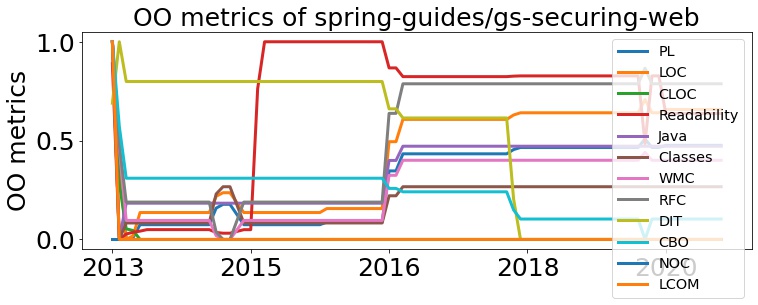 OO metrics of spring-guides/gs-securing-web
OO metrics
1.0
0.5
0.0
2013
2015
2016
2018
2020
PL
LOC
CLOC
Readability
Java
Classes
WMC
RFC
DIT
CBO
NOC
LCOM